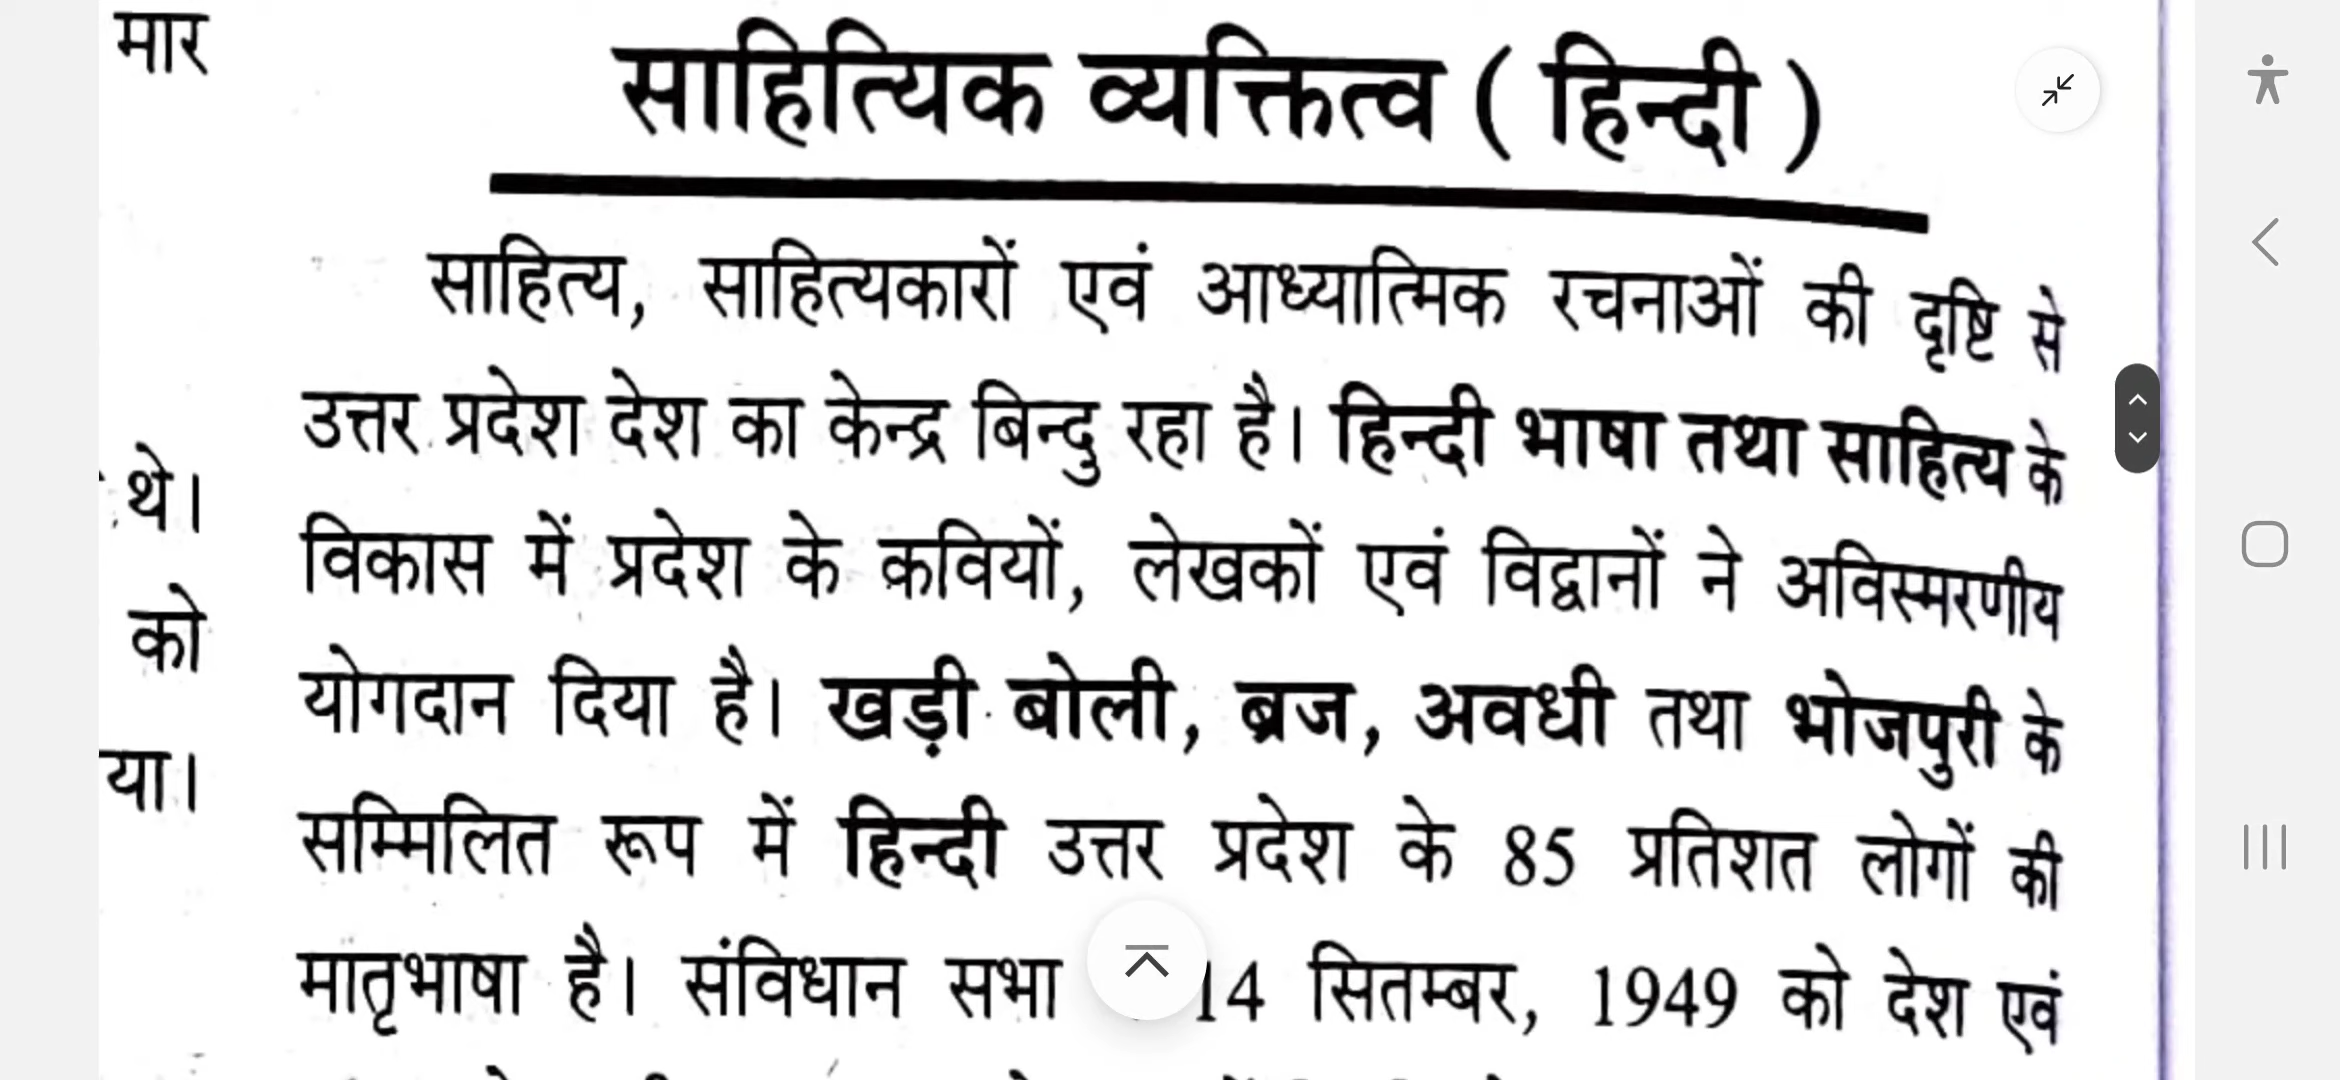 मार
साहित्यिक व्यक्तित्व ( हिन्दी )
साहित्य, साहित्यकारों एवं आध्यात्मिक रचनाओं की दृष्टि से
उत्तर प्रदेश देश का केन्द्र बिन्दु रहा है। हिन्दी भाषा तथा साहित्य के
थे।
विकास में प्रदेश के कवियों, लेखकों एवं विद्वानों ने अविस्मरणीय
को
योगदान दिया है। खड़ी बोली, ब्रज, अवधी तथा भोजपुरी के
या।
सम्मिलित रूप में हिन्दी उत्तर प्रदेश के 85 प्रतिशत लोगों की
मातृभाषा है। संविधान सभा 14 सितम्बर, 1949 को देश एवं